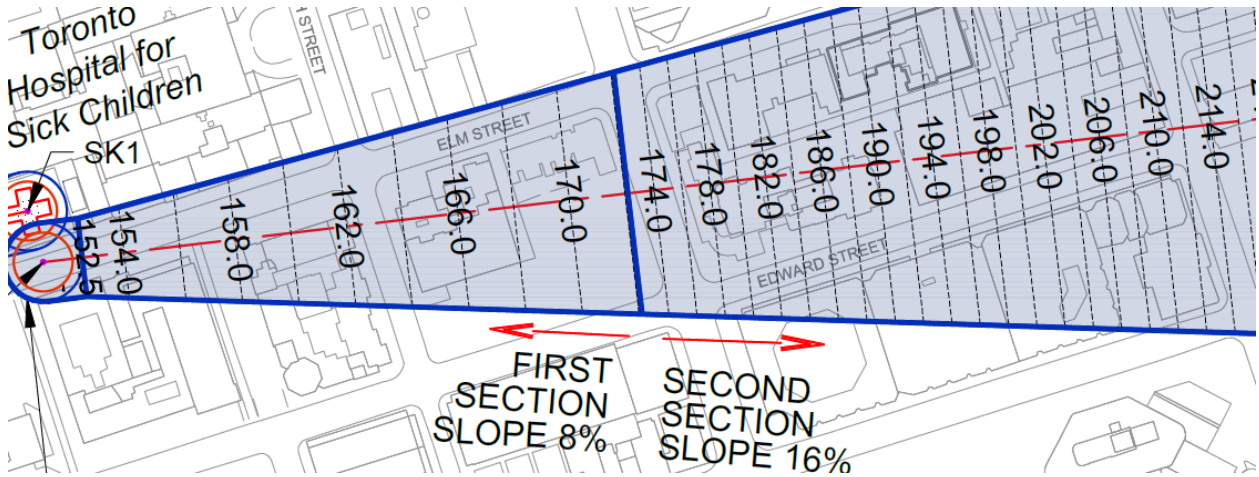 Toronto
Hospital for
Sick Children
SK1
H STREET
ELM STREET
EDWARD STREET
152.5
154.0
158.0
162.0
166.0
170.0
174.0
178.0
182.0
186.0
190.0
194.0
198.0
202.0
206.0
210.0
214.0
FIRST
SECTION
SLOPE 8%
SECOND
SECTION
SLOPE 16%